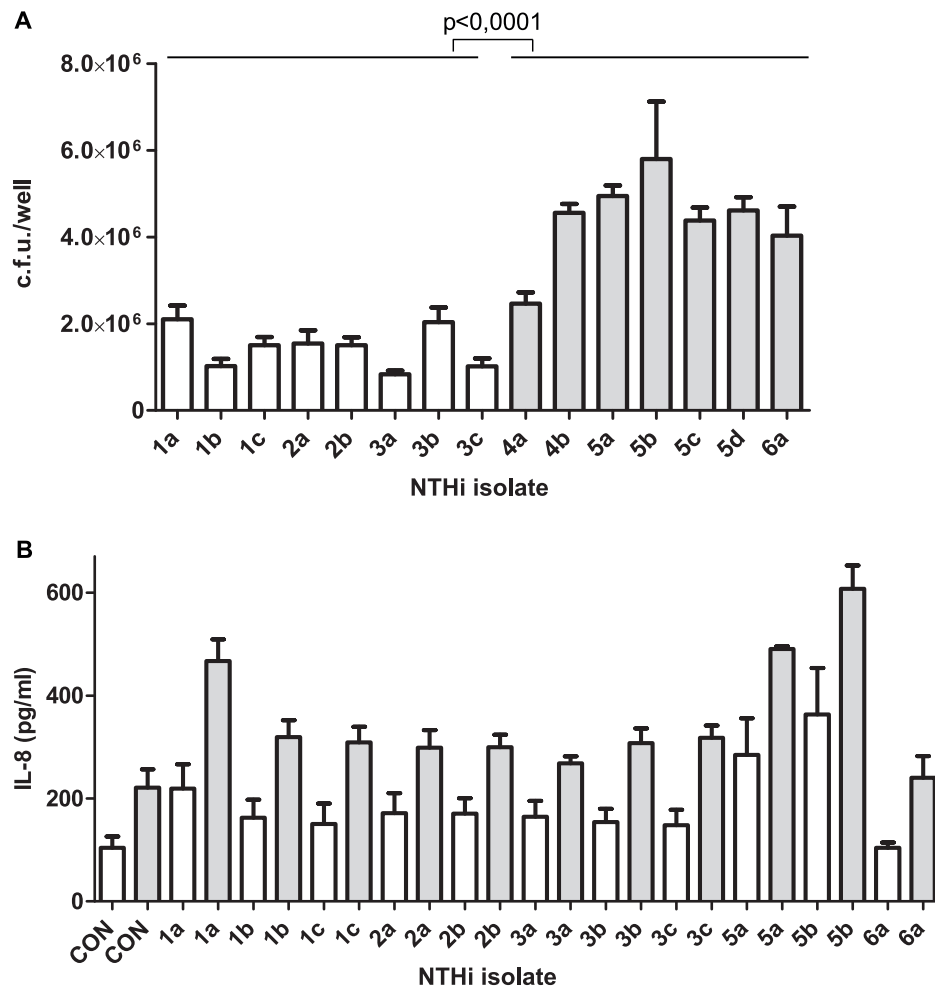 A
p<0,0001
8.0×10⁶
6.0×10⁶
4.0×10⁶
2.0×10⁶
0
c.f.u./well
1a 1b 1c 2a 2b 3a 3b 3c 4a 4b 5a 5b 5c 5d 6a
NTHi isolate
B
600
400
200
0
IL-8 (pg/ml)
CON CON 1a 1a 1b 1b 1c 1c 2a 2a 2b 2b 3a 3a 3b 3b 3c 3c 5a 5a 5b 5b 6a 6a
NTHi isolate